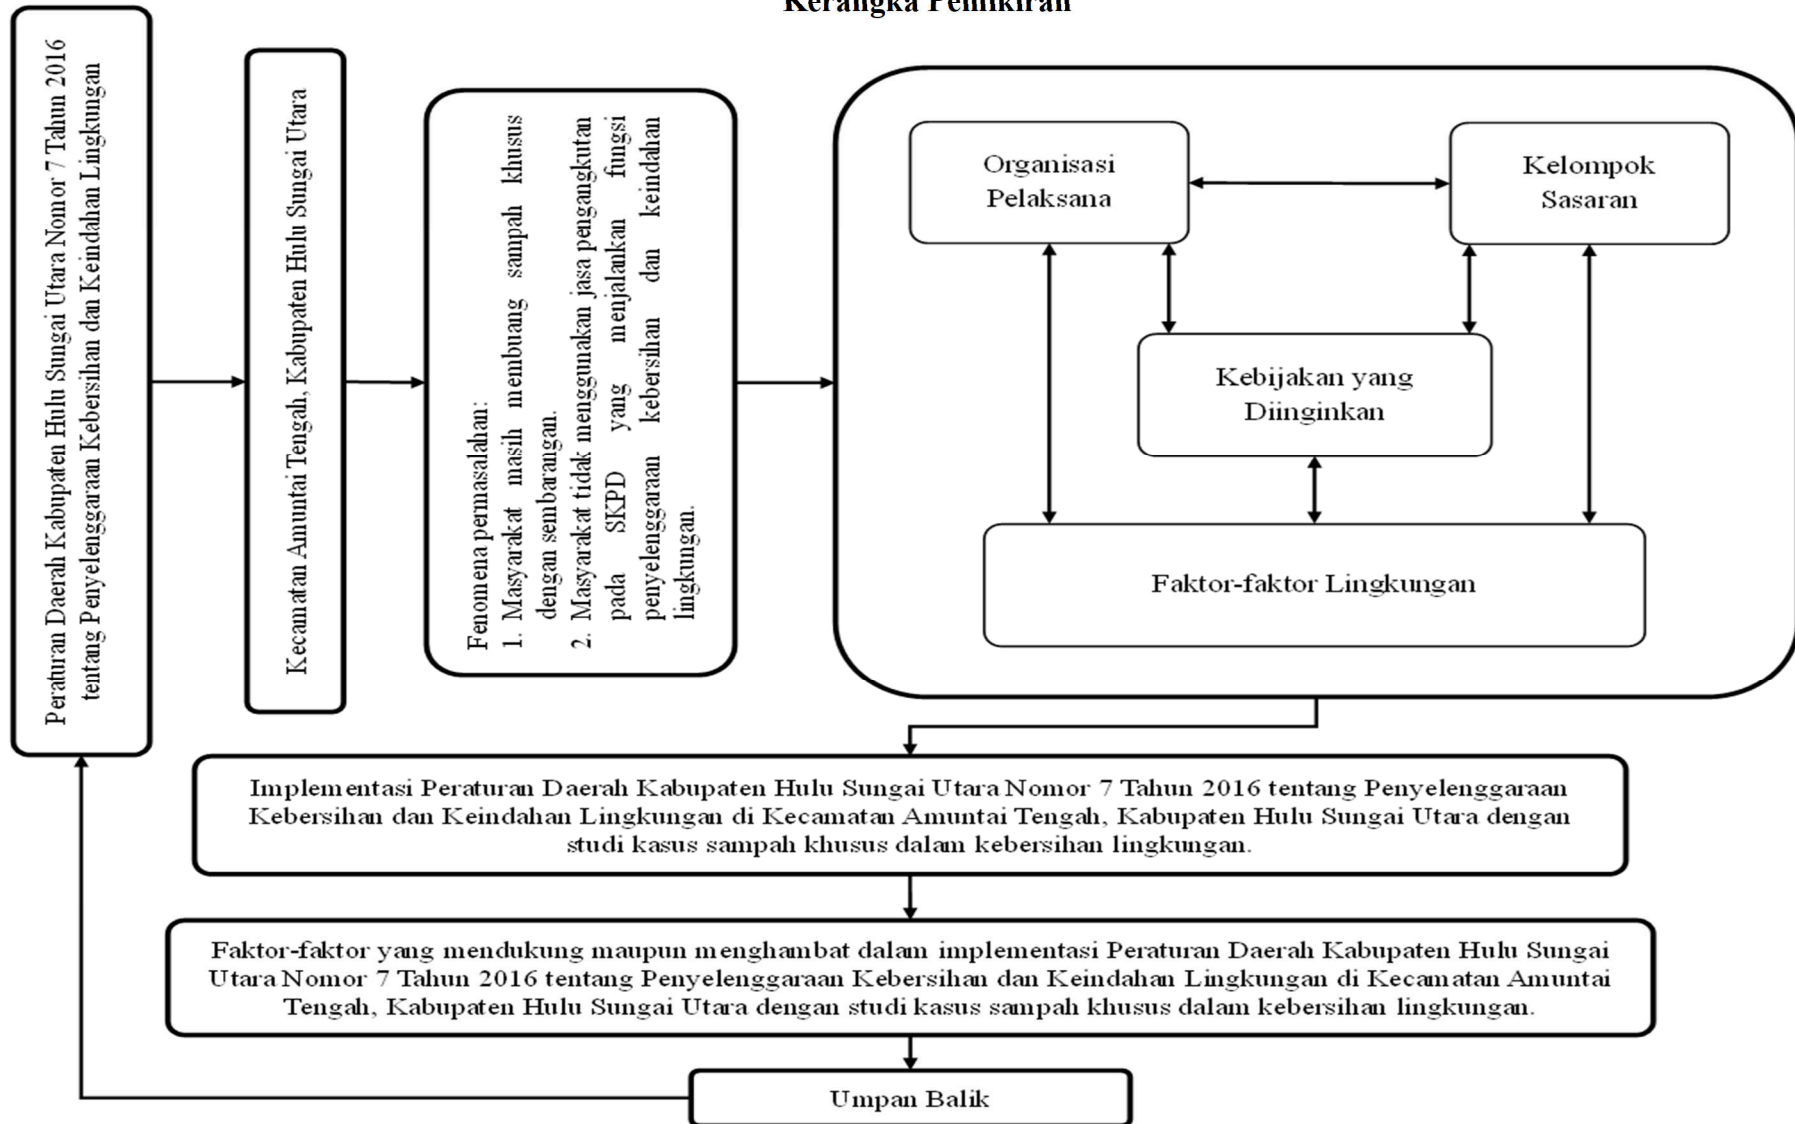 Kerangka Pemikiran
Peraturan Daerah Kabupaten Hulu Sungai Utara Nomor 7 Tahun 2016
tentang Penyelenggaraan Kebersihan dan Keindahan Lingkungan
Kecamatan Amuntai Tengah, Kabupaten Hulu Sungai Utara
Fenomena permasalahan:
1. Masyarakat masih membuang sampah khusus
dengan sembarangan.
2. Masyarakat tidak menggunakan jasa pengangkutan
pada SKPD yang menjalankan fungsi
penyelenggaraan kebersihan dan keindahan
lingkungan.
Organisasi
Pelaksana
Kelompok
Sasaran
Kebijakan yang
Diinginkan
Faktor-faktor Lingkungan
Implementasi Peraturan Daerah Kabupaten Hulu Sungai Utara Nomor 7 Tahun 2016 tentang Penyelenggaraan
Kebersihan dan Keindahan Lingkungan di Kecamatan Amuntai Tengah, Kabupaten Hulu Sungai Utara dengan
studi kasus sampah khusus dalam kebersihan lingkungan.
Faktor-faktor yang mendukung maupun menghambat dalam implementasi Peraturan Daerah Kabupaten Hulu Sungai
Utara Nomor 7 Tahun 2016 tentang Penyelenggaraan Kebersihan dan Keindahan Lingkungan di Kecamatan Amuntai
Tengah, Kabupaten Hulu Sungai Utara dengan studi kasus sampah khusus dalam kebersihan lingkungan.
Umpan Balik